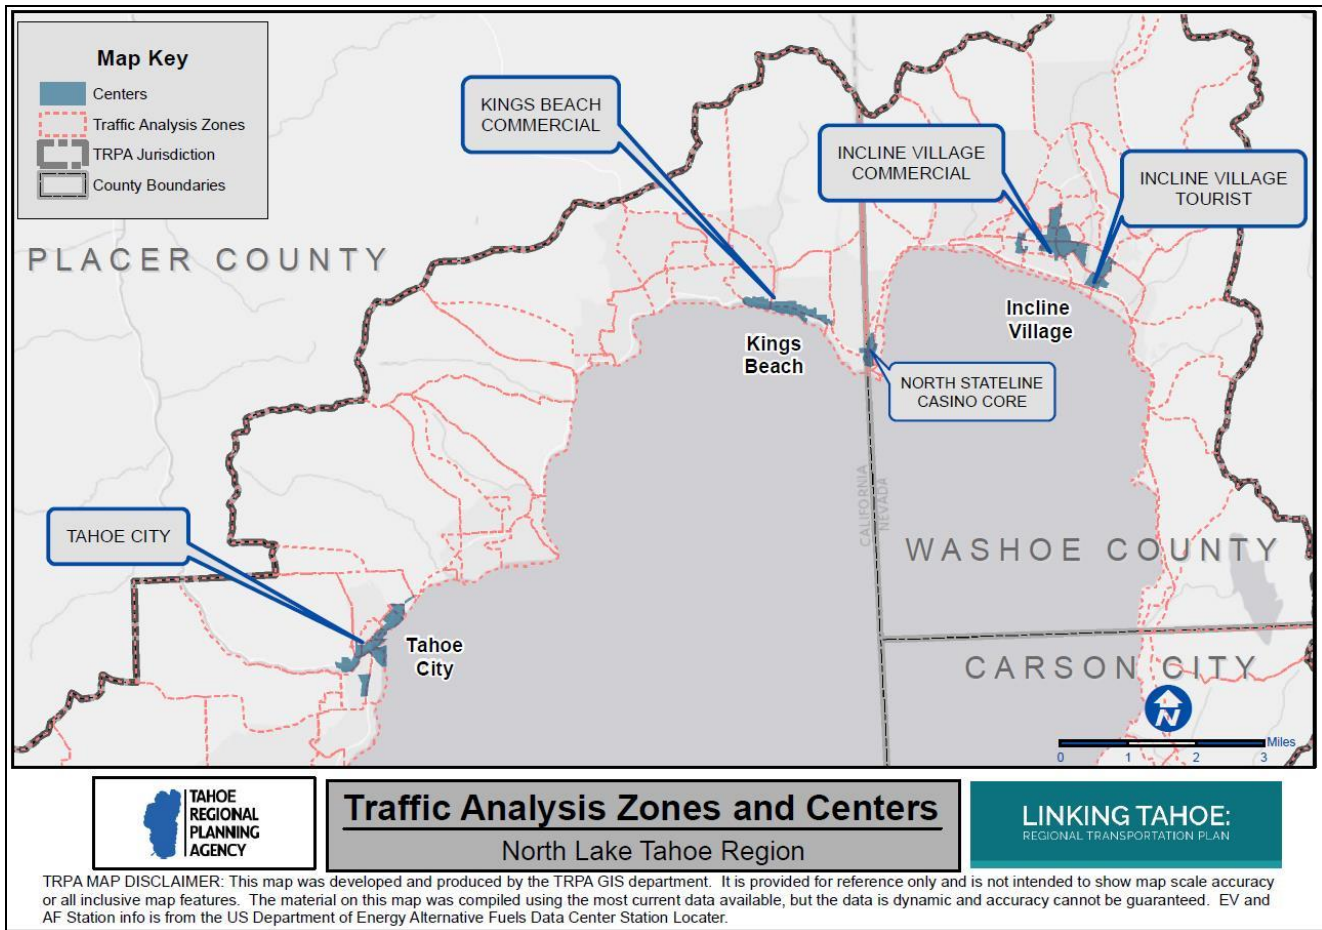 Map Key
Centers
Traffic Analysis Zones
TRPA Jurisdiction
County Boundaries
KINGS BEACH
COMMERCIAL
INCLINE VILLAGE
COMMERCIAL
INCLINE VILLAGE
TOURIST
PLACER COUNTY
Incline
Village
Kings
Beach
NORTH STATELINE
CASINO CORE
CALIFORNIA
NEVADA
TAHOE CITY
WASHOE COUNTY
Tahoe
City
CARSON CITY
N
Miles
0 1 2 3
TAHOE
REGIONAL
PLANNING
AGENCY
Traffic Analysis Zones and Centers
North Lake Tahoe Region
LINKING TAHOE:
REGIONAL TRANSPORTATION PLAN
TRPA MAP DISCLAIMER: This map was developed and produced by the TRPA GIS department. It is provided for reference only and is not intended to show map scale accuracy
or all inclusive map features. The material on this map was compiled using the most current data available, but the data is dynamic and accuracy cannot be guaranteed. EV and
AF Station info is from the US Department of Energy Alternative Fuels Data Center Station Locater.